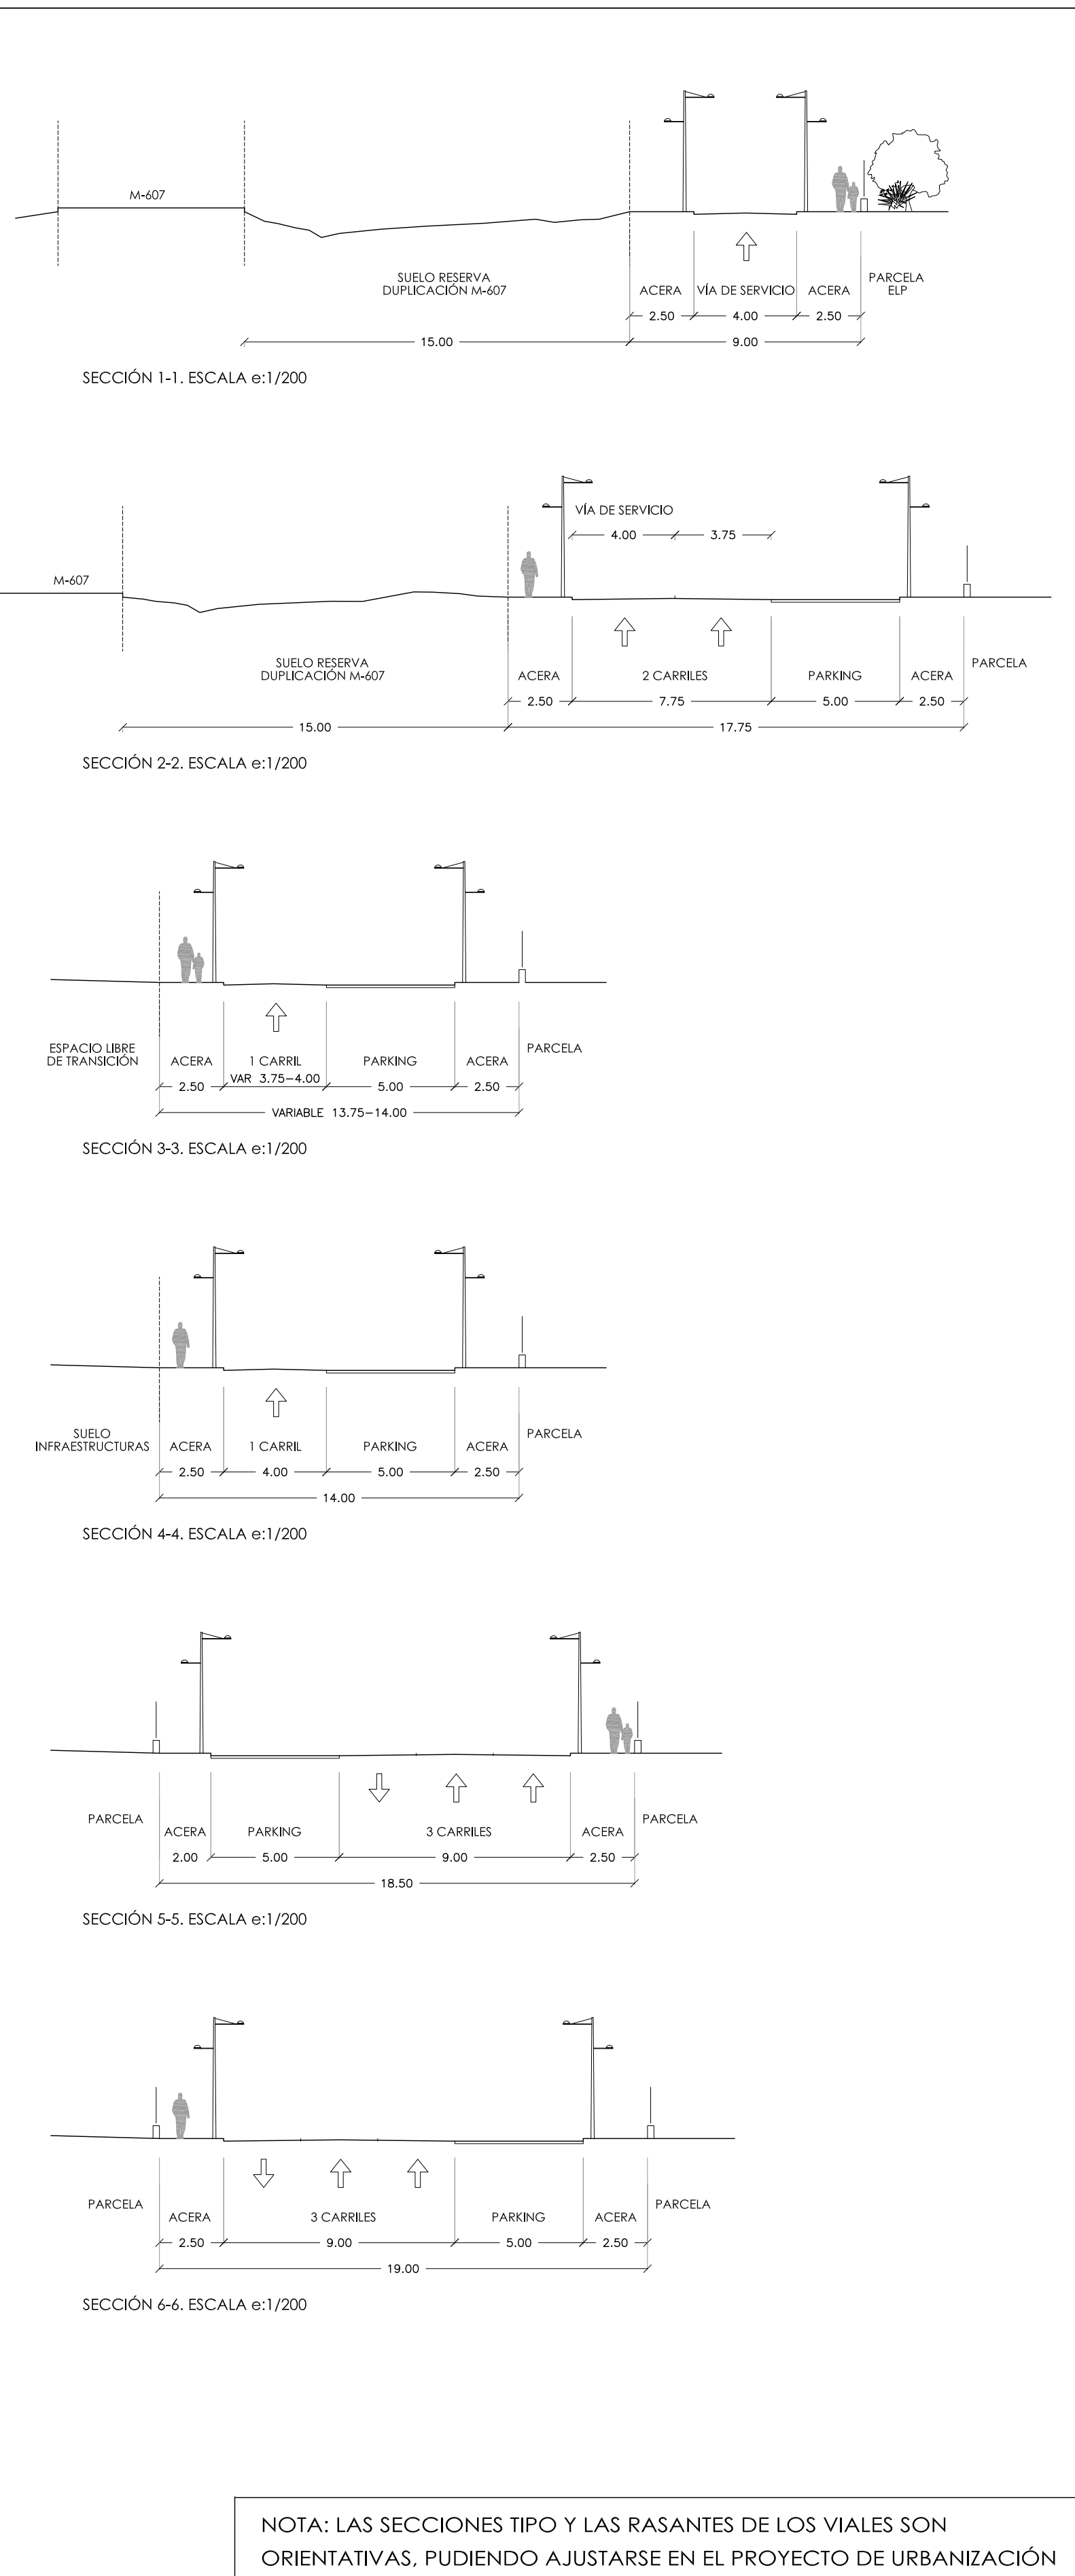 M-607
SUELO RESERVA
DUPLICACIÓN M-607
ACERA VÍA DE SERVICIO ACERA PARCELA
ELP
2.50 4.00 2.50
15.00 9.00
SECCIÓN 1-1. ESCALA e:1/200
VÍA DE SERVICIO
4.00 3.75
M-607
SUELO RESERVA
DUPLICACIÓN M-607
ACERA 2 CARRILES PARKING ACERA PARCELA
2.50 7.75 5.00 2.50
15.00 17.75
SECCIÓN 2-2. ESCALA e:1/200
ESPACIO LIBRE
DE TRANSICIÓN
ACERA 1 CARRIL PARKING ACERA PARCELA
2.50 VAR 3.75-4.00 5.00 2.50
VARIABLE 13.75-14.00
SECCIÓN 3-3. ESCALA e:1/200
SUELO
INFRAESTRUCTURAS
ACERA 1 CARRIL PARKING ACERA PARCELA
2.50 4.00 5.00 2.50
14.00
SECCIÓN 4-4. ESCALA e:1/200
PARCELA ACERA PARKING 3 CARRILES ACERA PARCELA
2.00 5.00 9.00 2.50
18.50
SECCIÓN 5-5. ESCALA e:1/200
PARCELA ACERA 3 CARRILES PARKING ACERA PARCELA
2.50 9.00 5.00 2.50
19.00
SECCIÓN 6-6. ESCALA e:1/200
NOTA: LAS SECCIONES TIPO Y LAS RASANTES DE LOS VIALES SON
ORIENTATIVAS, PUDIENDO AJUSTARSE EN EL PROYECTO DE URBANIZACIÓN